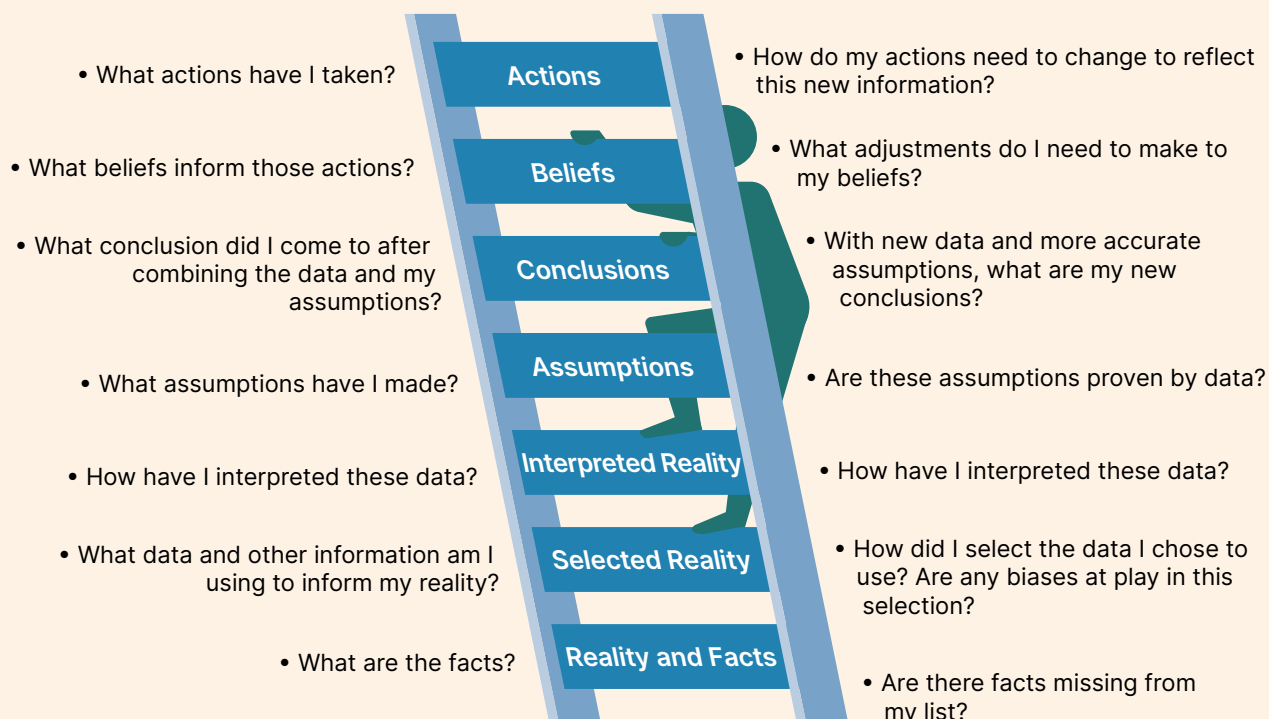 Actions
• What actions have I taken?
• How do my actions need to change to reflect
this new information?
Beliefs
• What beliefs inform those actions?
• What adjustments do I need to make to
my beliefs?
Conclusions
• What conclusion did I come to after
combining the data and my
assumptions?
• With new data and more accurate
assumptions, what are my new
conclusions?
Assumptions
• What assumptions have I made?
• Are these assumptions proven by data?
Interpreted Reality
• How have I interpreted these data?
• How have I interpreted these data?
Selected Reality
• What data and other information am I
using to inform my reality?
• How did I select the data I chose to
use? Are any biases at play in this
selection?
Reality and Facts
• What are the facts?
• Are there facts missing from
my list?